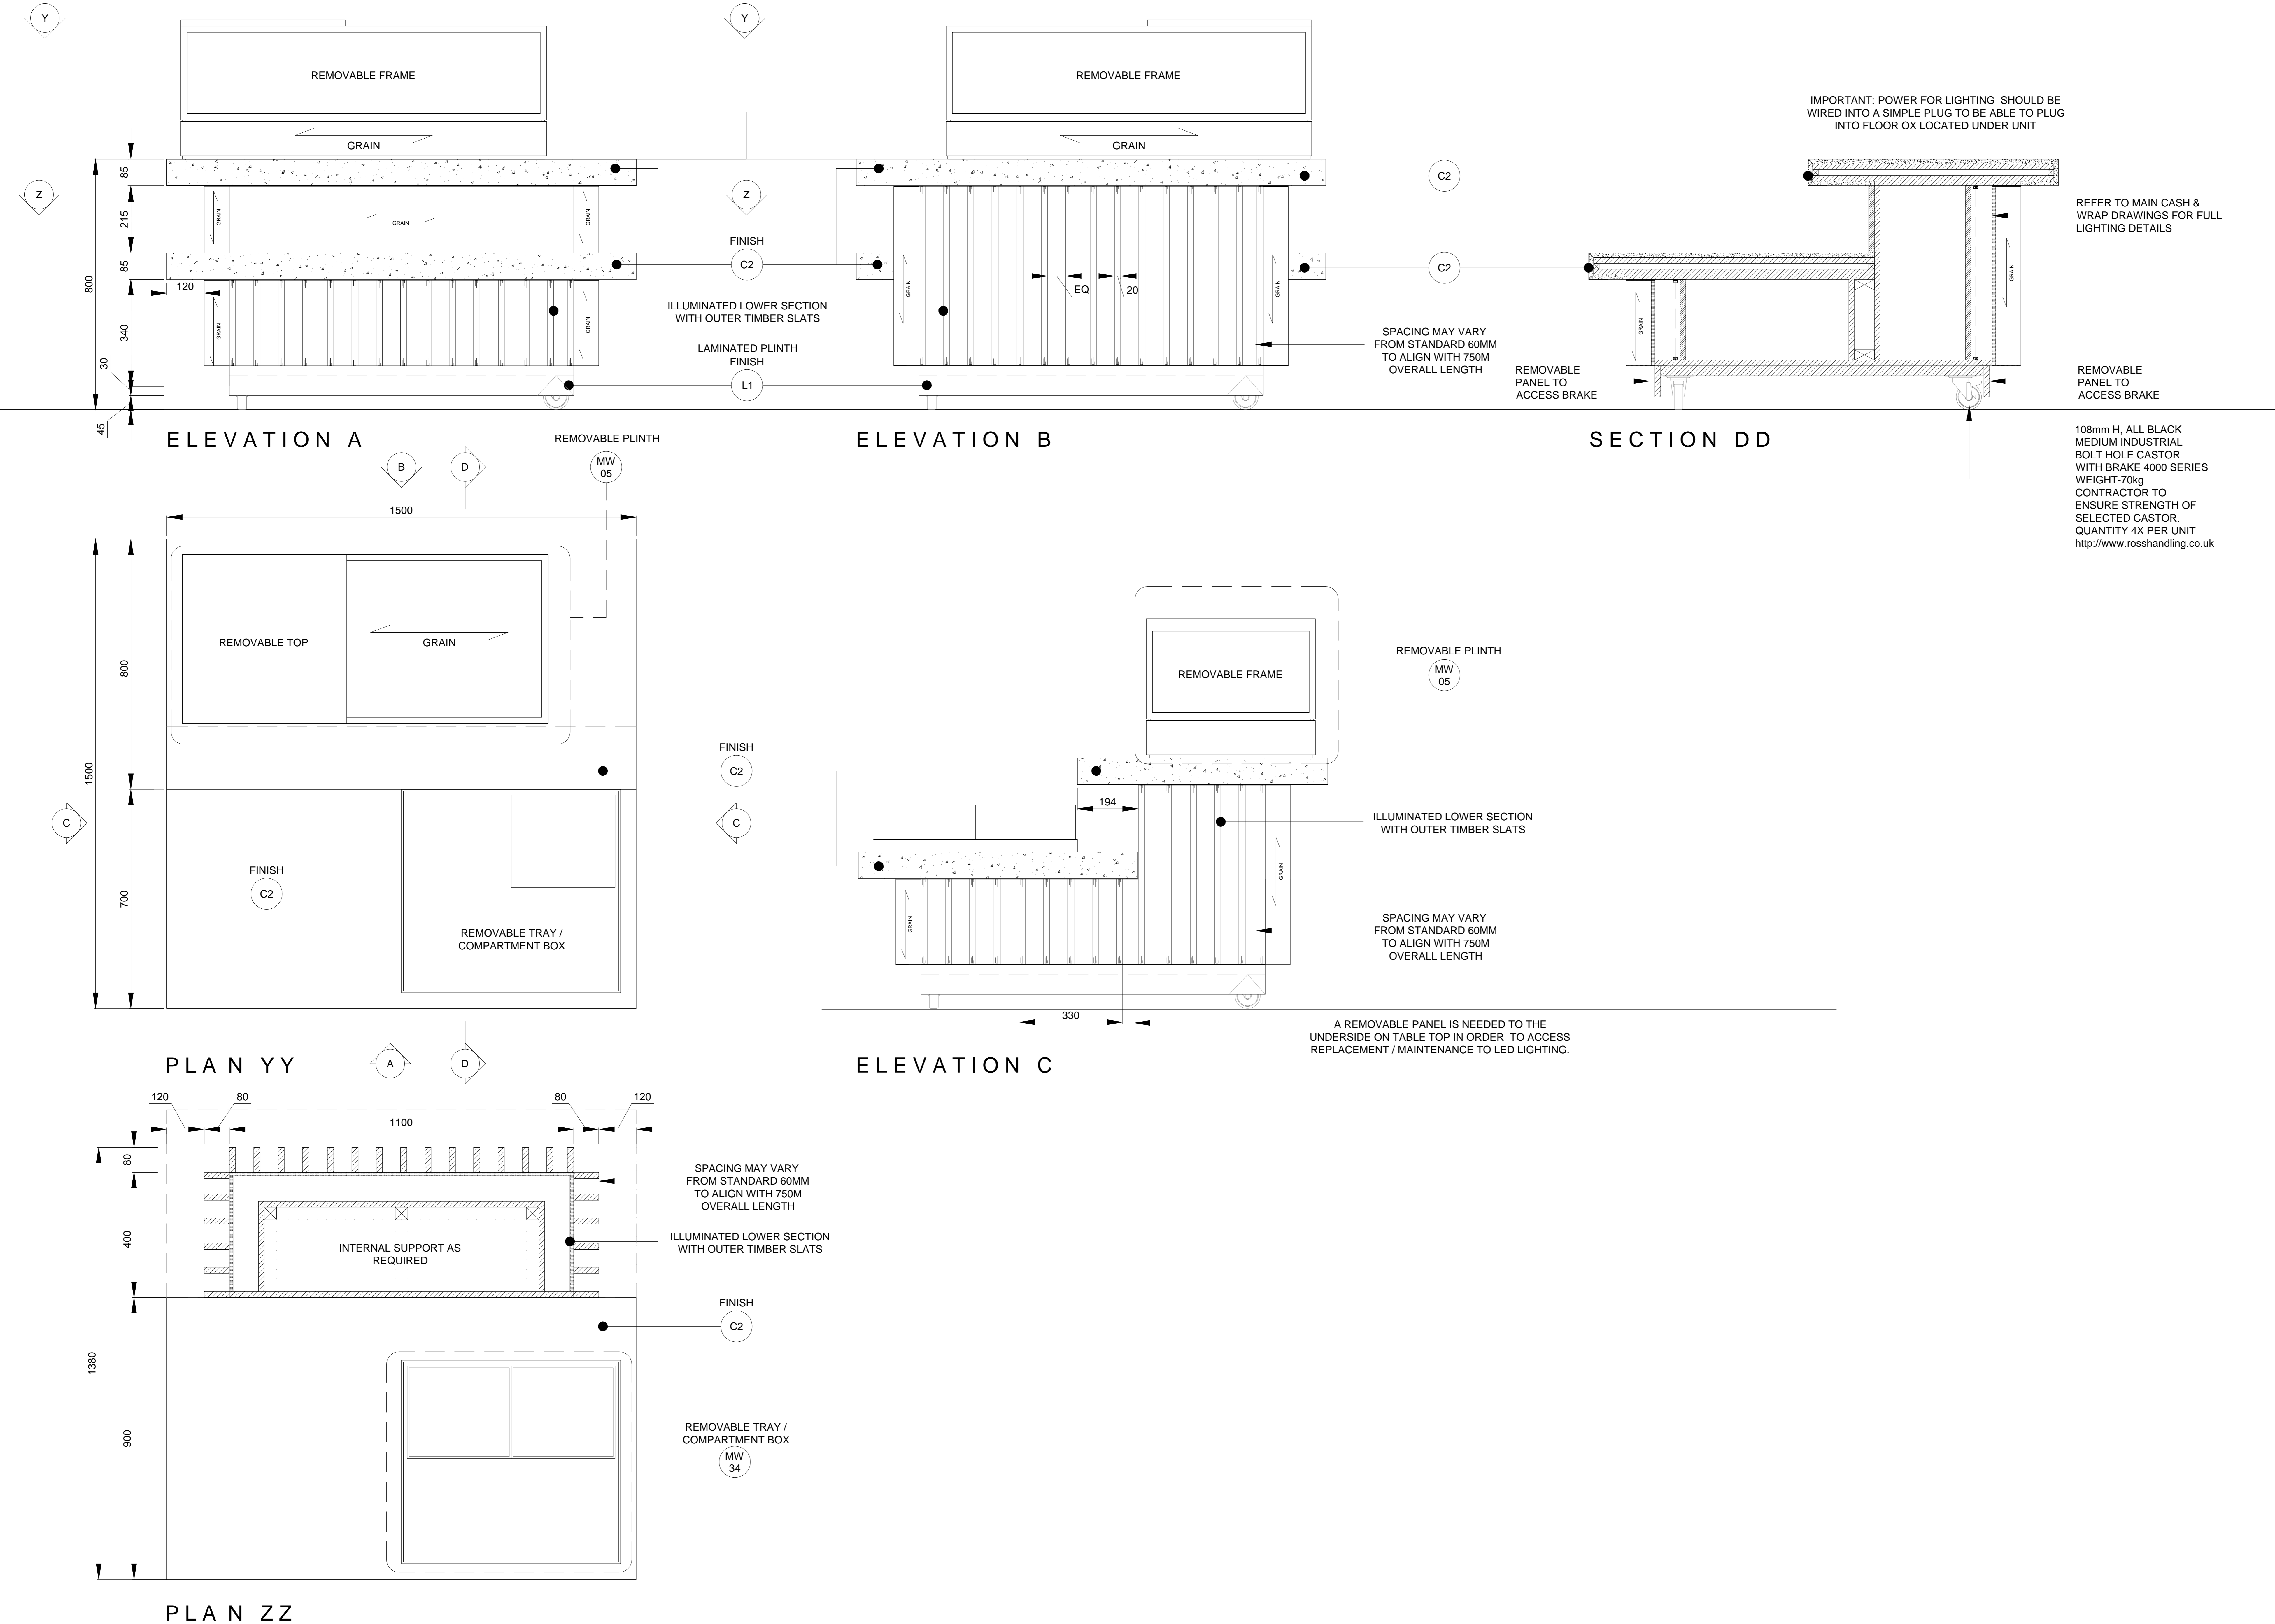 Y
Y
REMOVABLE FRAME
REMOVABLE FRAME
IMPORTANT: POWER FOR LIGHTING SHOULD BE
WIRED INTO A SIMPLE PLUG TO BE ABLE TO PLUG
INTO FLOOR OX LOCATED UNDER UNIT
GRAIN
GRAIN
85
215
85
340
30
45
800
120
Z
Z
GRAIN
GRAIN
GRAIN
GRAIN
GRAIN
FINISH
C2
ILLUMINATED LOWER SECTION
WITH OUTER TIMBER SLATS
LAMINATED PLINTH
FINISH
L1
GRAIN
GRAIN
EQ
20
C2
C2
SPACING MAY VARY
FROM STANDARD 60MM
TO ALIGN WITH 750M
OVERALL LENGTH
REFER TO MAIN CASH &
WRAP DRAWINGS FOR FULL
LIGHTING DETAILS
GRAIN
GRAIN
REMOVABLE
PANEL TO
ACCESS BRAKE
REMOVABLE
PANEL TO
ACCESS BRAKE
ELEVATION A
ELEVATION B
SECTION DD
108mm H, ALL BLACK
MEDIUM INDUSTRIAL
BOLT HOLE CASTOR
WITH BRAKE 4000 SERIES
WEIGHT-70kg
CONTRACTOR TO
ENSURE STRENGTH OF
SELECTED CASTOR.
QUANTITY 4X PER UNIT
http://www.rosshandling.co.uk
REMOVABLE PLINTH
MW
05
B
D
1500
800
1500
700
REMOVABLE TOP
GRAIN
C
C
FINISH
C2
FINISH
C2
REMOVABLE TRAY /
COMPARTMENT BOX
REMOVABLE FRAME
REMOVABLE PLINTH
MW
05
194
ILLUMINATED LOWER SECTION
WITH OUTER TIMBER SLATS
GRAIN
GRAIN
SPACING MAY VARY
FROM STANDARD 60MM
TO ALIGN WITH 750M
OVERALL LENGTH
330
A REMOVABLE PANEL IS NEEDED TO THE
UNDERSIDE ON TABLE TOP IN ORDER TO ACCESS
REPLACEMENT / MAINTENANCE TO LED LIGHTING.
PLAN YY
A
D
ELEVATION C
120
80
1100
80
120
80
400
1380
900
SPACING MAY VARY
FROM STANDARD 60MM
TO ALIGN WITH 750M
OVERALL LENGTH
INTERNAL SUPPORT AS
REQUIRED
ILLUMINATED LOWER SECTION
WITH OUTER TIMBER SLATS
FINISH
C2
REMOVABLE TRAY /
COMPARTMENT BOX
MW
34
PLAN ZZ